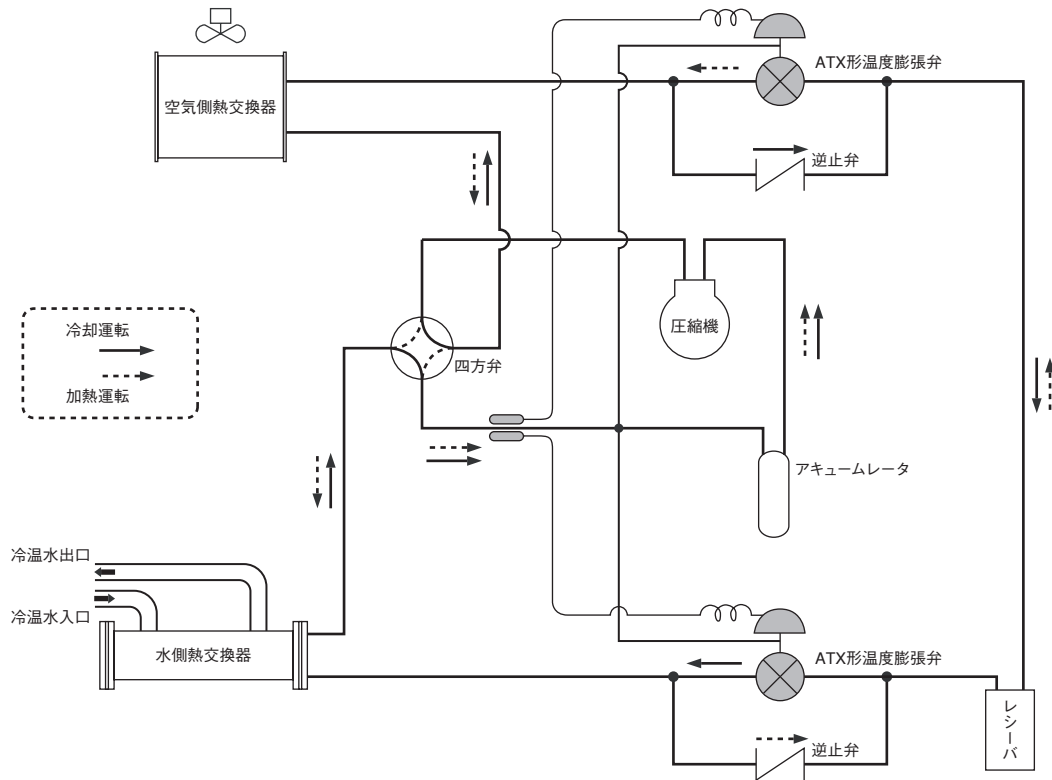 ATX形温度膨張弁
空気側熱交換器
逆止弁
冷却運転
加熱運転
圧縮機
四方弁
アキュームレータ
冷温水出口
冷温水入口
水側熱交換器
ATX形温度膨張弁
レシーバ
逆止弁